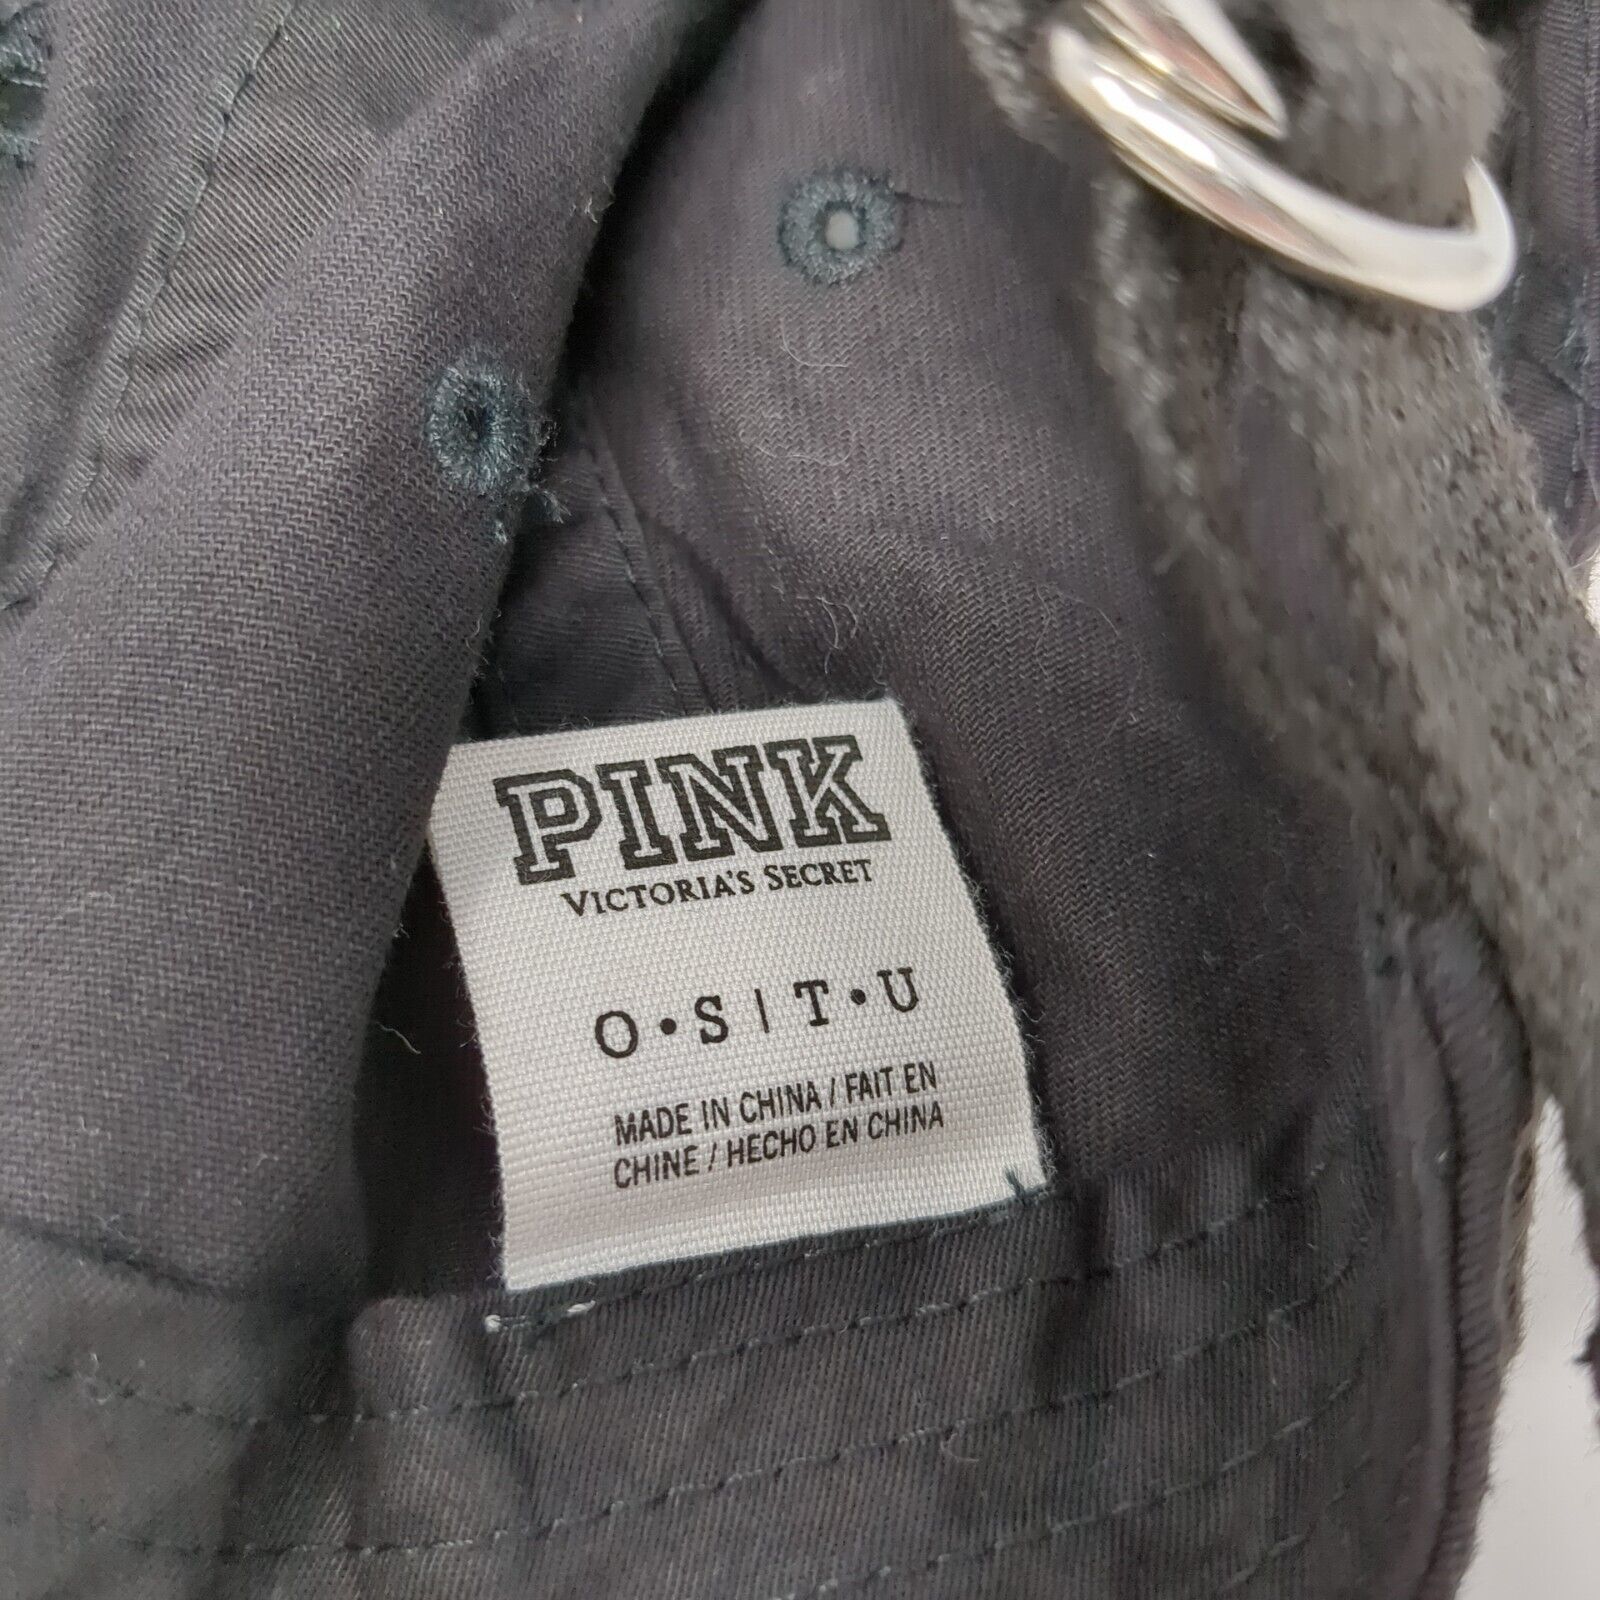 PINK
VICTORIA'S SECRET
O•S|T•U
MADE IN CHINA / FAIT EN
CHINE / HECHO EN CHINA